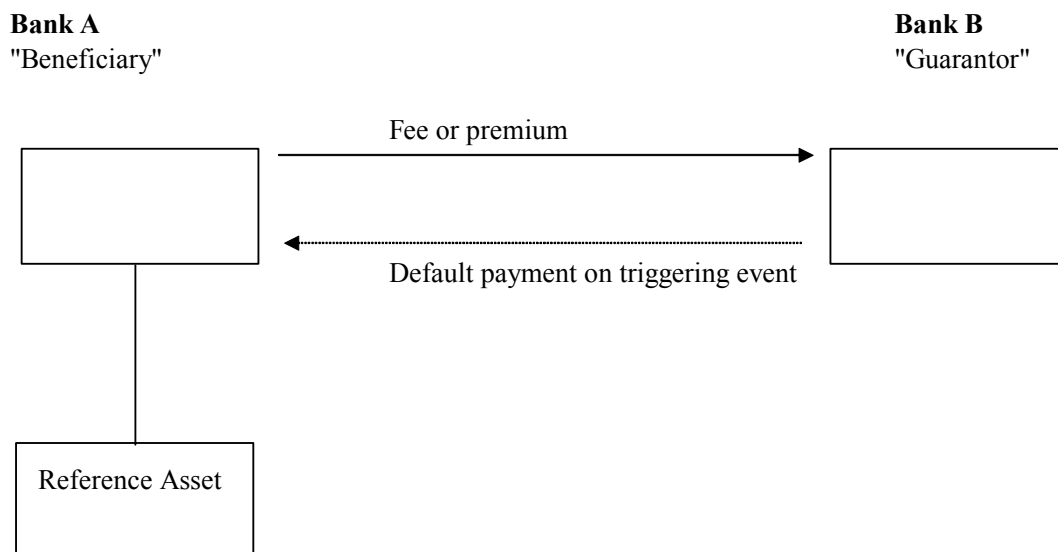 Bank A
"Beneficiary"
Bank B
"Guarantor"
Fee or premium
Default payment on triggering event
Reference Asset